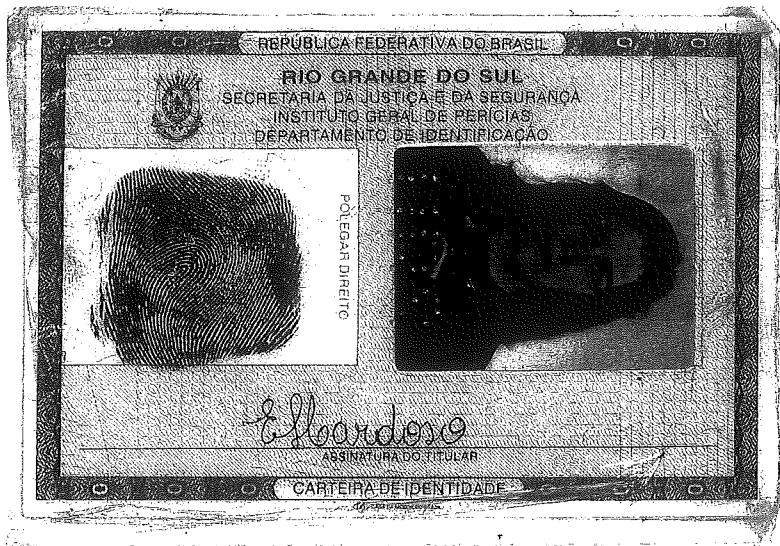 REPÚBLICA FEDERATIVA DO BRASIL
RIO GRANDE DO SUL
SECRETARIA DA JUSTIÇA E DA SEGURANÇA
INSTITUTO GERAL DE PERÍCIAS
DEPARTAMENTO DE IDENTIFICAÇÃO
POLEGAR DIREITO
ECardoso
ASSINATURA DO TITULAR
CARTEIRA DE IDENTIDADE